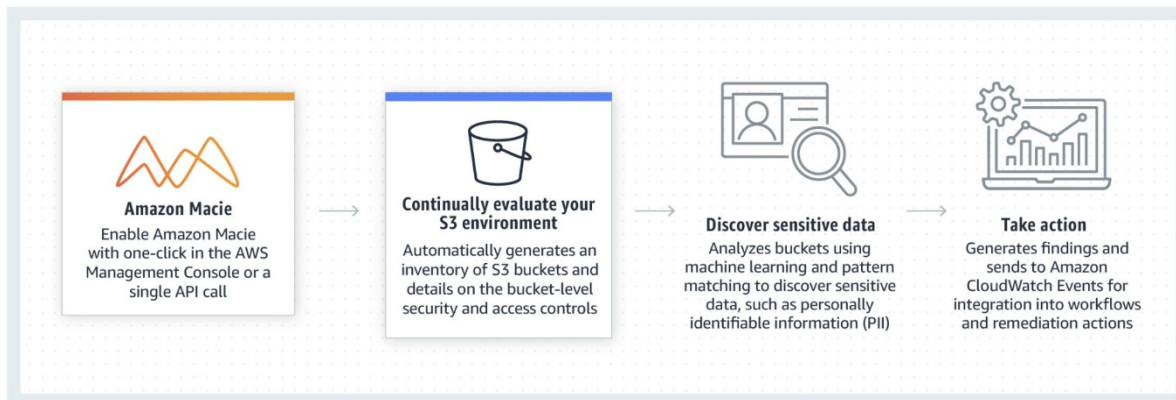 Amazon Macie
Enable Amazon Macie
with one-click in the AWS
Management Console or a
single API call
Continually evaluate your
S3 environment
Automatically generates an
inventory of S3 buckets and
details on the bucket-level
security and access controls
Discover sensitive data
Analyzes buckets using
machine learning and pattern
matching to discover sensitive
data, such as personally
identifiable information (PII)
Take action
Generates findings and
sends to Amazon
CloudWatch Events for
integration into workflows
and remediation actions